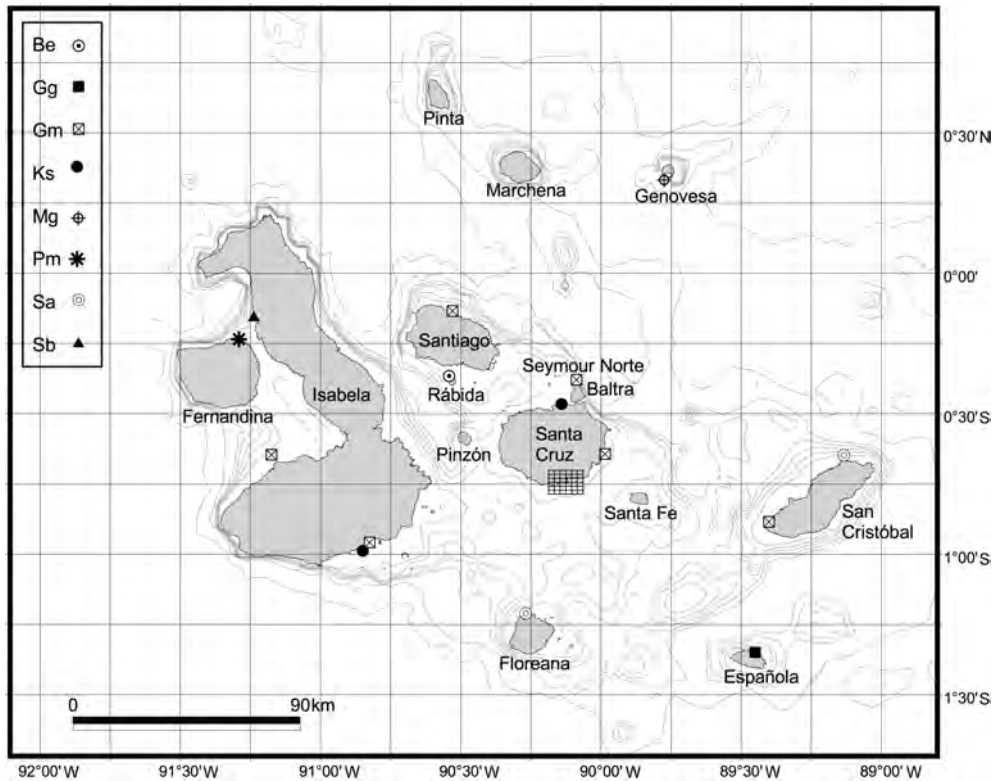 Be
Gg
Gm
Ks
Mg
Pm
Sa
Sb
Pinta
Marchena
Genovesa
Santiago
Seymour Norte
Baltra
Rábida
Isabela
Fernandina
Pinzón
Santa
Cruz
Santa Fe
San
Cristóbal
Floreana
Española
0
90km
0°30'N
0°00'
0°30'S
1°00'S
1°30'S
92°00'W
91°30'W
91°00'W
90°30'W
90°00'W
89°30'W
89°00'W